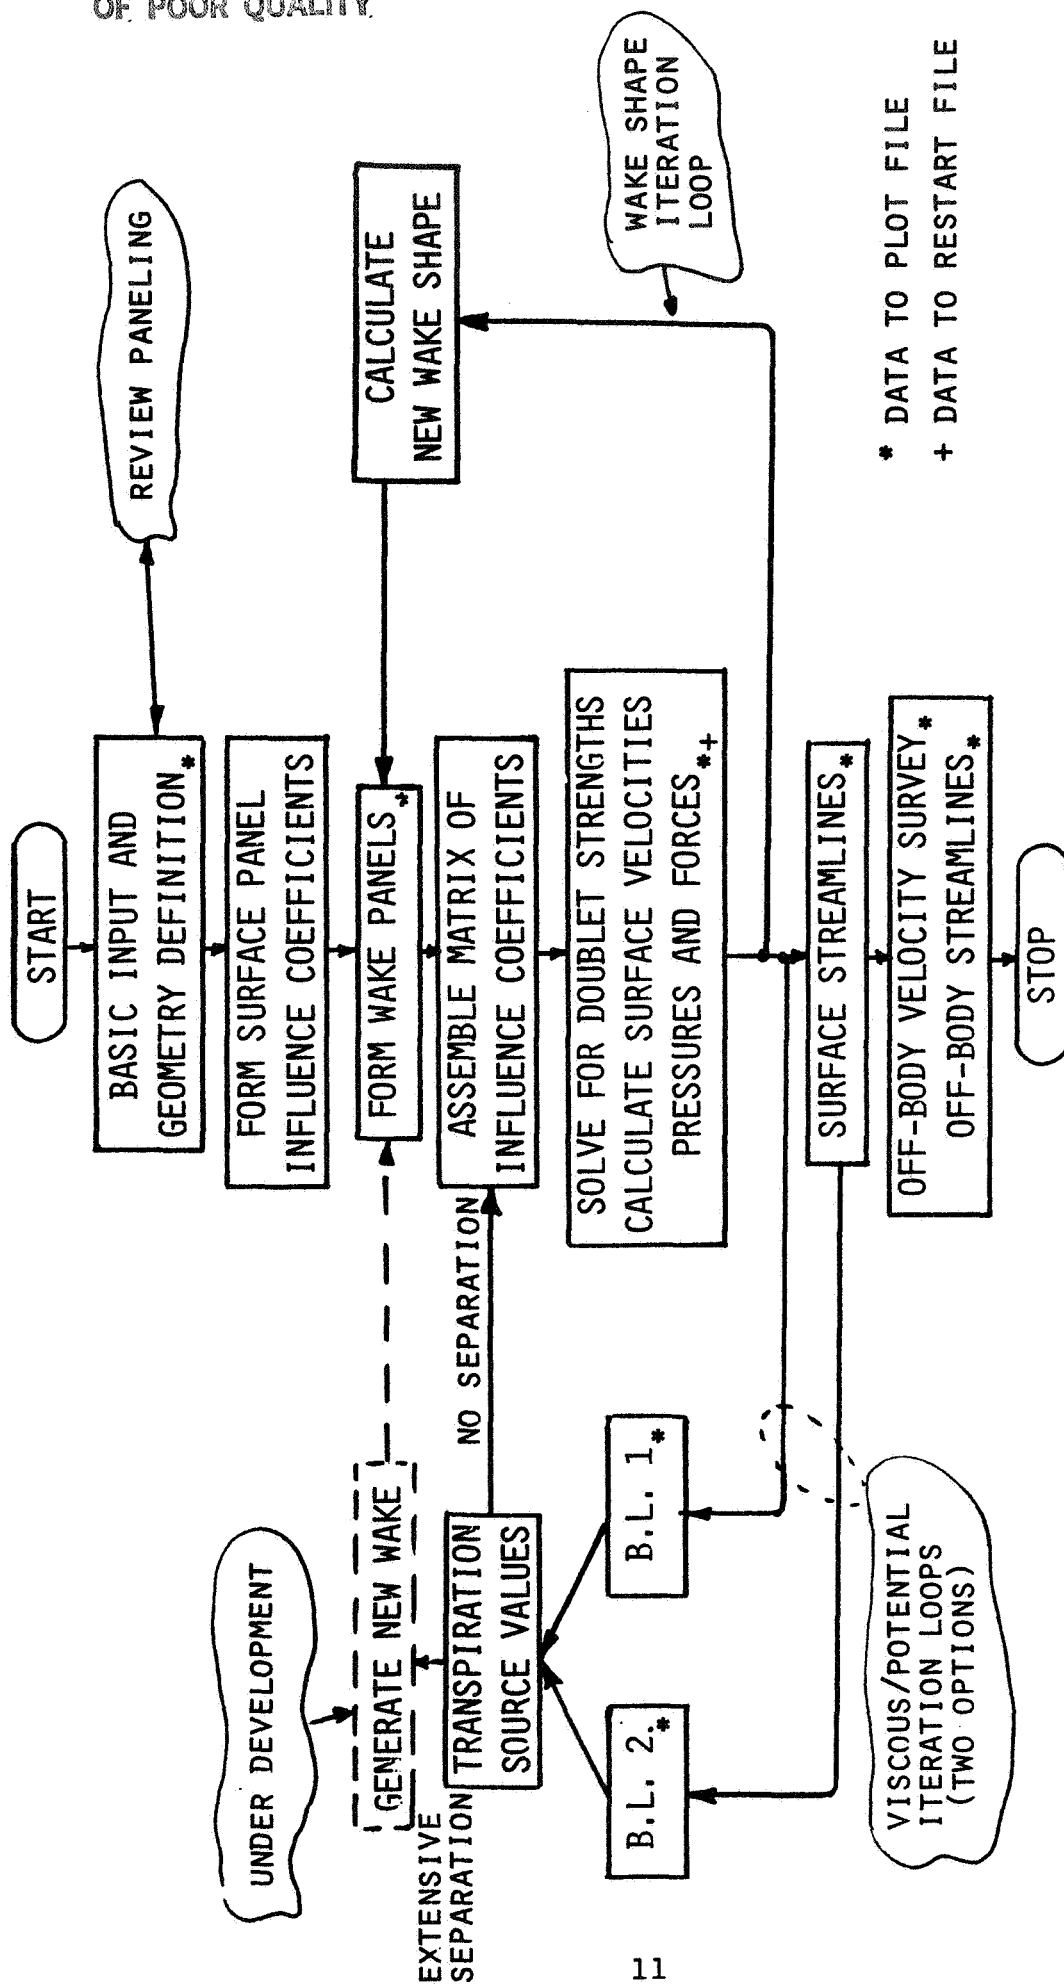 OF POOR QUALITY
START
BASIC INPUT AND
GEOMETRY DEFINITION*
REVIEW PANELING
FORM SURFACE PANEL
INFLUENCE COEFFICIENTS
UNDER DEVELOPMENT
GENERATE NEW WAKE
FORM WAKE PANELS*
CALCULATE
NEW WAKE SHAPE
EXTENSIVE
SEPARATION
TRANSPIRATION
SOURCE VALUES
NO SEPARATION
ASSEMBLE MATRIX OF
INFLUENCE COEFFICIENTS
B.L. 2.*
B.L. 1*
SOLVE FOR DOUBLET STRENGTHS
CALCULATE SURFACE VELOCITIES
PRESSURES AND FORCES*+
WAKE SHAPE
ITERATION
LOOP
SURFACE STREAMLINES*
VISCOUS/POTENTIAL
ITERATION LOOPS
(TWO OPTIONS)
OFF-BODY VELOCITY SURVEY*
OFF-BODY STREAMLINES*
STOP
* DATA TO PLOT FILE
+ DATA TO RESTART FILE
11